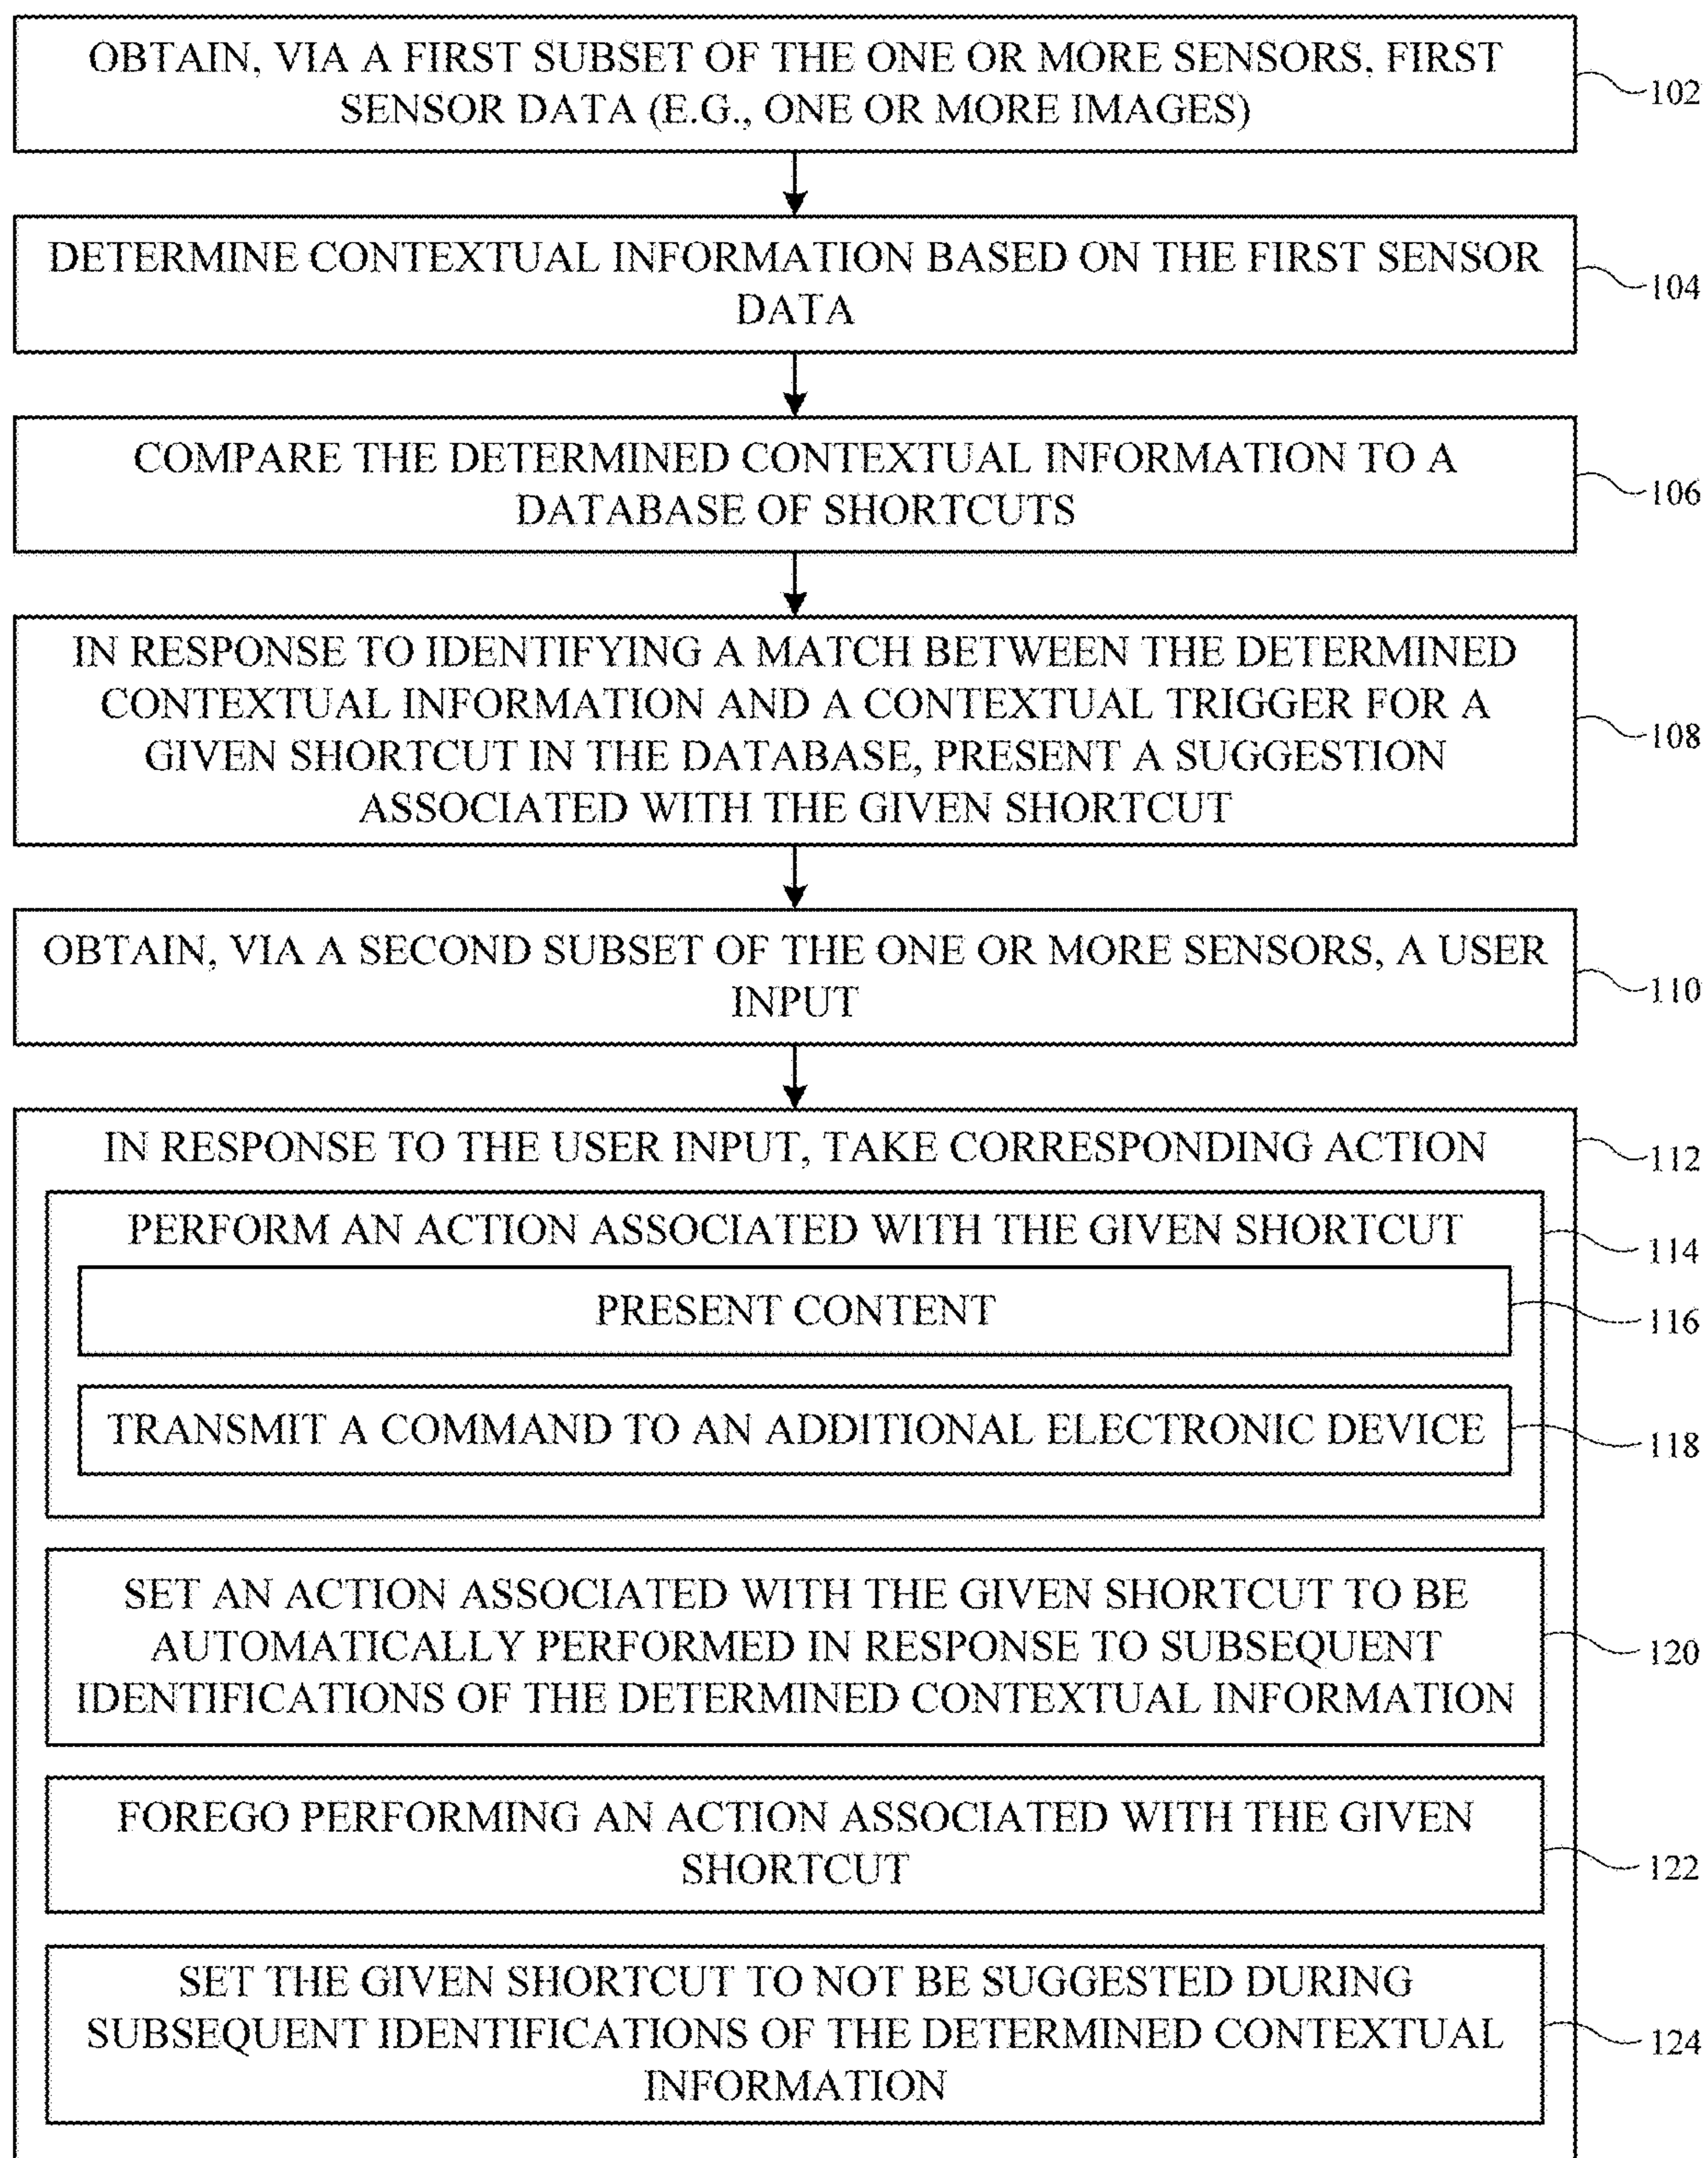 OBTAIN, VIA A FIRST SUBSET OF THE ONE OR MORE SENSORS, FIRST
SENSOR DATA (E.G., ONE OR MORE IMAGES)
102
DETERMINE CONTEXTUAL INFORMATION BASED ON THE FIRST SENSOR
DATA
104
COMPARE THE DETERMINED CONTEXTUAL INFORMATION TO A
DATABASE OF SHORTCUTS
106
IN RESPONSE TO IDENTIFYING A MATCH BETWEEN THE DETERMINED
CONTEXTUAL INFORMATION AND A CONTEXTUAL TRIGGER FOR A
GIVEN SHORTCUT IN THE DATABASE, PRESENT A SUGGESTION
ASSOCIATED WITH THE GIVEN SHORTCUT
108
OBTAIN, VIA A SECOND SUBSET OF THE ONE OR MORE SENSORS, A USER
INPUT
110
IN RESPONSE TO THE USER INPUT, TAKE CORRESPONDING ACTION
112
PERFORM AN ACTION ASSOCIATED WITH THE GIVEN SHORTCUT
114
PRESENT CONTENT
116
TRANSMIT A COMMAND TO AN ADDITIONAL ELECTRONIC DEVICE
118
SET AN ACTION ASSOCIATED WITH THE GIVEN SHORTCUT TO BE
AUTOMATICALLY PERFORMED IN RESPONSE TO SUBSEQUENT
IDENTIFICATIONS OF THE DETERMINED CONTEXTUAL INFORMATION
120
FOREGO PERFORMING AN ACTION ASSOCIATED WITH THE GIVEN
SHORTCUT
122
SET THE GIVEN SHORTCUT TO NOT BE SUGGESTED DURING
SUBSEQUENT IDENTIFICATIONS OF THE DETERMINED CONTEXTUAL
INFORMATION
124